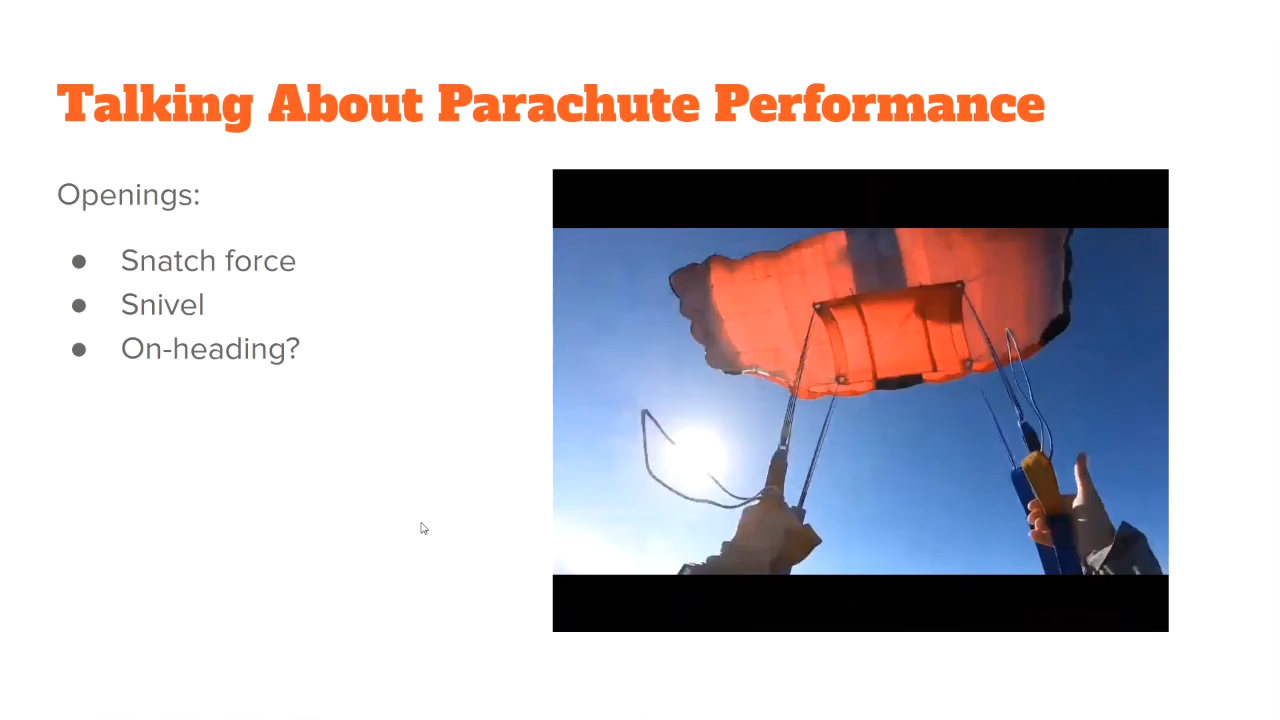 Talking About Parachute Performance
Openings:
● Snatch force
● Snivel
● On-heading?